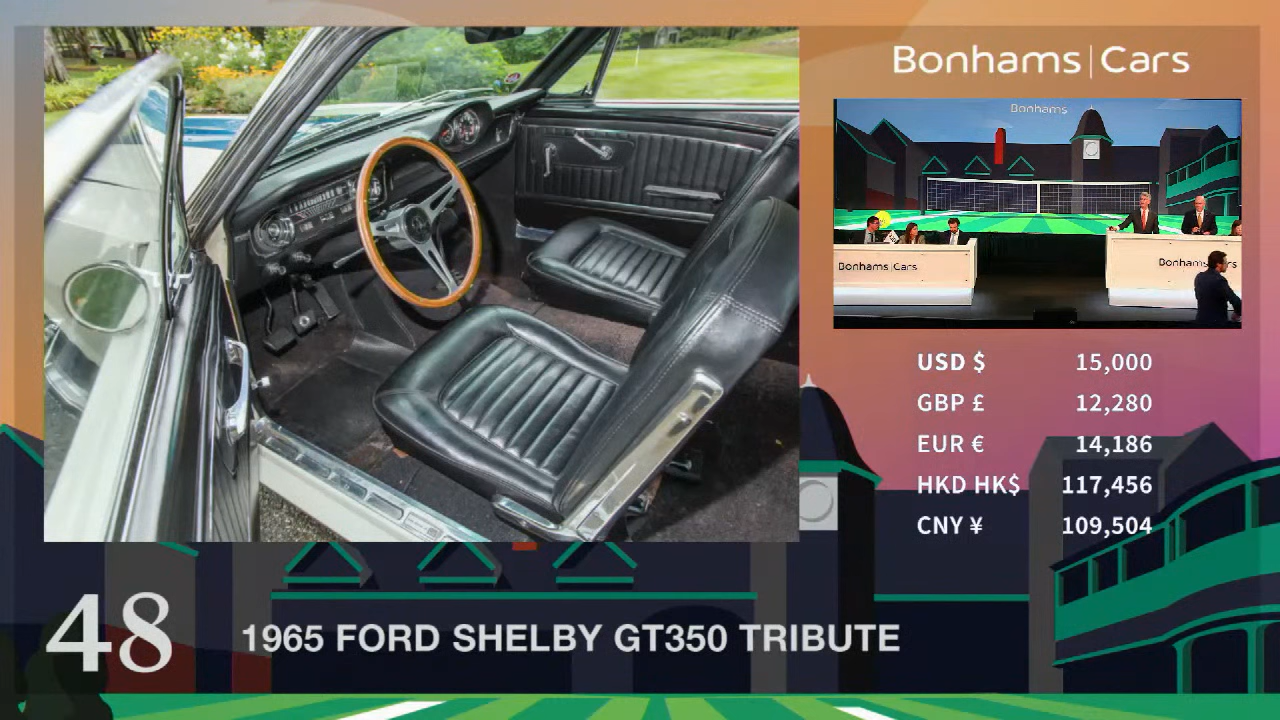 Bonhams|Cars
Bonhams
Bonhams|Cars
Bonhams
USD $ 15,000
GBP £ 12,280
EUR € 14,186
HKD HK$ 117,456
CNY ¥ 109,504
48 1965 FORD SHELBY GT350 TRIBUTE